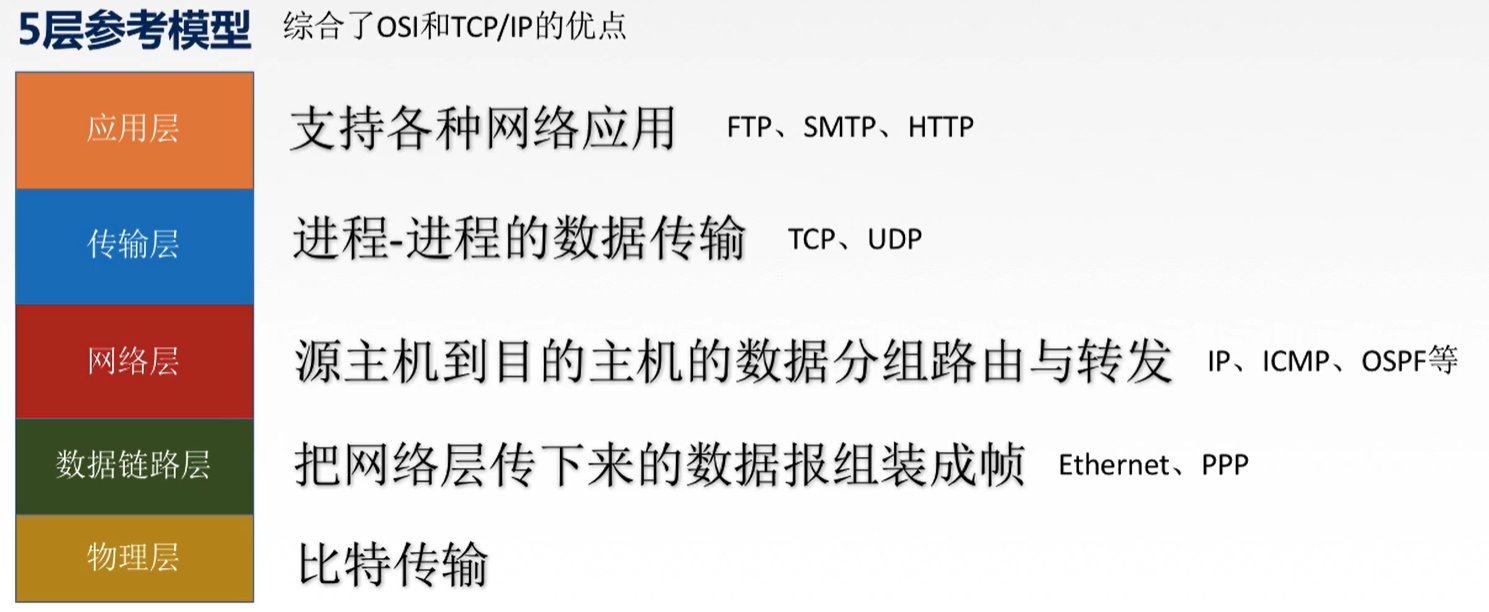 5层参考模型 综合了OSI和TCP/IP的优点
应用层 支持各种网络应用 FTP、SMTP、HTTP
传输层 进程-进程的数据传输 TCP、UDP
网络层 源主机到目的主机的数据分组路由与转发 IP、ICMP、OSPF等
数据链路层 把网络层传下来的数据报组装成帧 Ethernet、PPP
物理层 比特传输